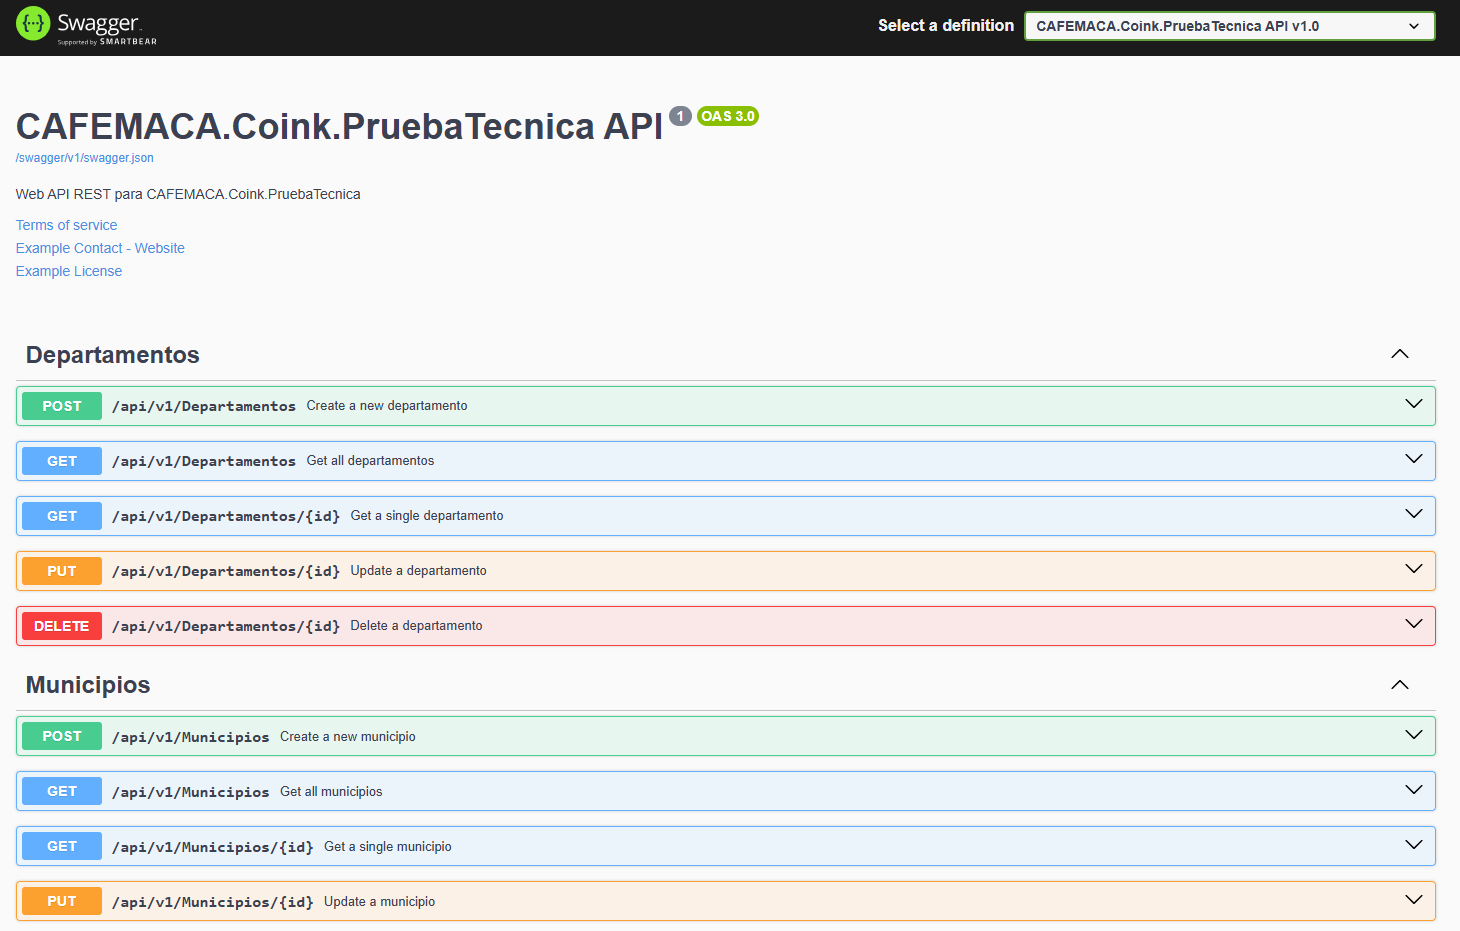 Swagger
Supported by SMARTBEAR
Select a definition
CAFEMACA.Coink.PruebaTecnica API v1.0
CAFEMACA.Coink.PruebaTecnica API 1 OAS 3.0
/swagger/v1/swagger.json
Web API REST para CAFEMACA.Coink.PruebaTecnica
Terms of service
Example Contact - Website
Example License
Departamentos
POST /api/v1/Departamentos Create a new departamento
GET /api/v1/Departamentos Get all departamentos
GET /api/v1/Departamentos/{id} Get a single departamento
PUT /api/v1/Departamentos/{id} Update a departamento
DELETE /api/v1/Departamentos/{id} Delete a departamento
Municipios
POST /api/v1/Municipios Create a new municipio
GET /api/v1/Municipios Get all municipios
GET /api/v1/Municipios/{id} Get a single municipio
PUT /api/v1/Municipios/{id} Update a municipio